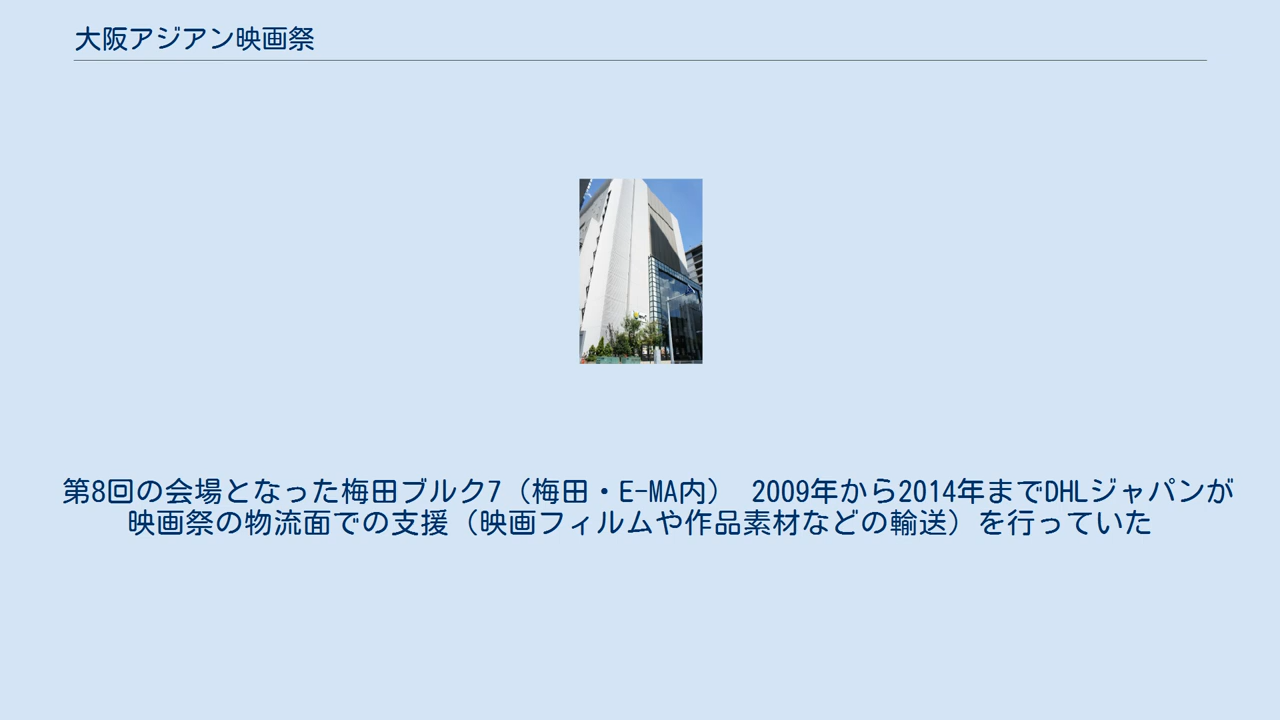 大阪アジアン映画祭
第8回の会場となった梅田ブルク7（梅田・E-MA内） 2009年から2014年までDHLジャパンが
映画祭の物流面での支援（映画フィルムや作品素材などの輸送）を行っていた